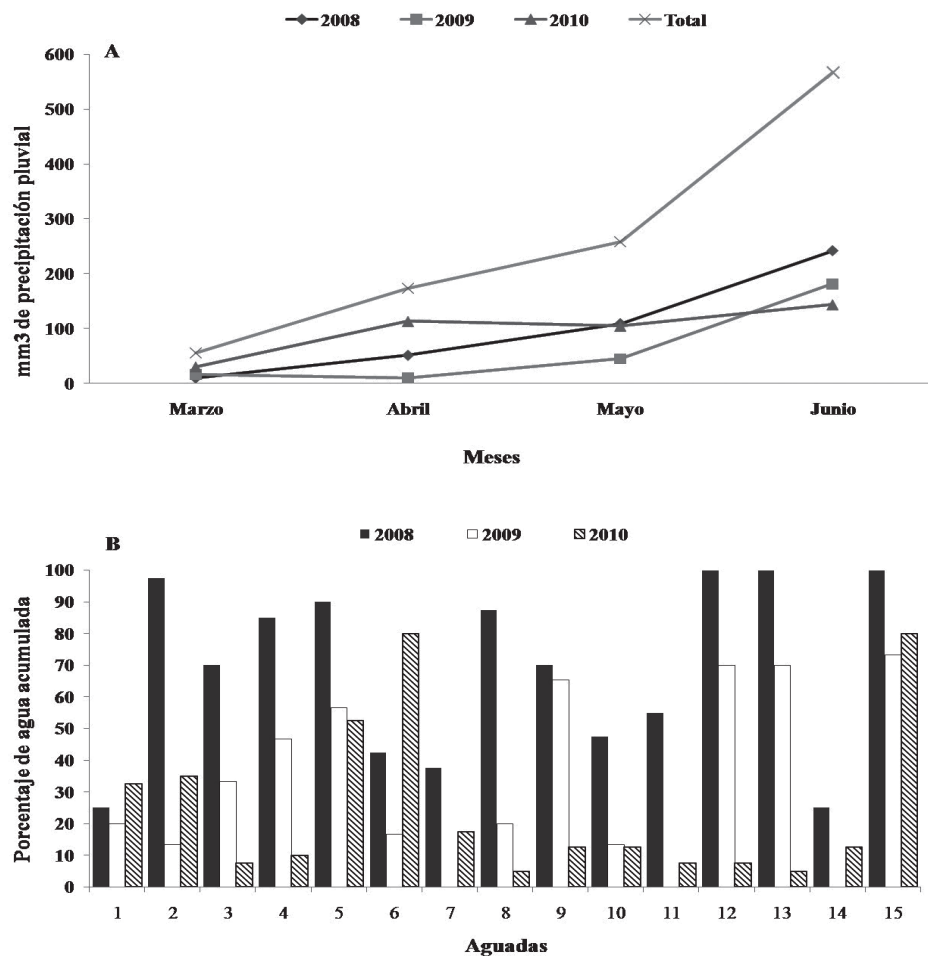 2008 2009 2010 Total
A
600
500
400
300
200
100
0
mm3 de precipitación pluvial
Marzo Abril Mayo Junio
Meses
B
2008 2009 2010
100
90
80
70
60
50
40
30
20
10
0
Porcentaje de agua acumulada
1 2 3 4 5 6 7 8 9 10 11 12 13 14 15
Aguadas